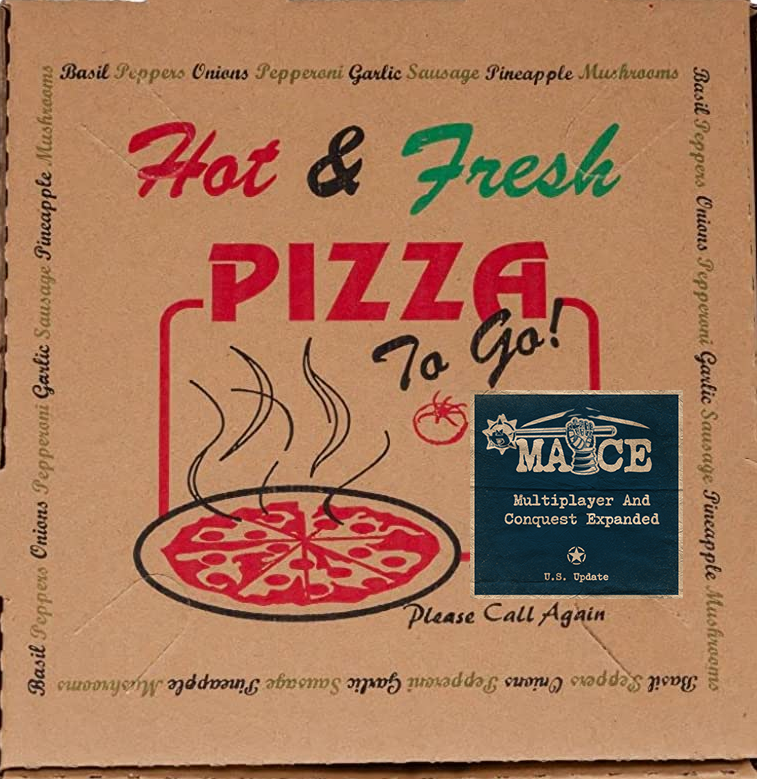 Basil Peppers Onions Pepperoni Garlic Sausage Pineapple Mushrooms
Basil Peppers Onions Pepperoni Garlic Sausage Pineapple Mushrooms
Basil Peppers Onions Pepperoni Garlic Sausage Pineapple Mushrooms
Hot & Fresh
PIZZA
To Go!
MACE
Multiplayer And
Conquest Expanded
U.S. Update
Please Call Again
Basil Peppers Onions Pepperoni Garlic Sausage Pineapple Mushrooms